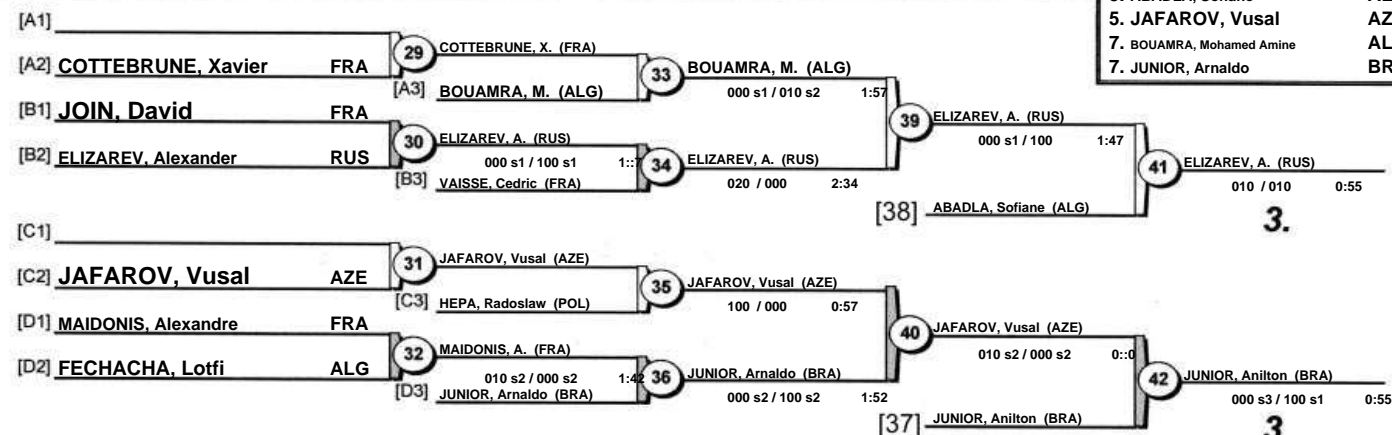 5. JAFAROV, Vusal AZ
7. BOUAMRA, Mohamed Amine AL
7. JUNIOR, Arnaldo BR
[A1]
[A2] COTTEBRUNE, Xavier FRA
29
COTTEBRUNE, X. (FRA)
[A3] BOUAMRA, M. (ALG)
33
BOUAMRA, M. (ALG)
000 s1 / 010 s2 1:57
[B1] JOIN, David FRA
[B2] ELIZAREV, Alexander RUS
30
ELIZAREV, A. (RUS)
000 s1 / 100 s1 1::7
[B3] VAISSE, Cedric (FRA)
34
ELIZAREV, A. (RUS)
020 / 000 2:34
39
ELIZAREV, A. (RUS)
000 s1 / 100 1:47
[38] ABADLA, Sofiane (ALG)
41
ELIZAREV, A. (RUS)
010 / 010 0:55
3.
[C1]
[C2] JAFAROV, Vusal AZE
31
JAFAROV, Vusal (AZE)
[C3] HEPA, Radoslaw (POL)
35
JAFAROV, Vusal (AZE)
100 / 000 0:57
[D1] MAIDONIS, Alexandre FRA
[D2] FECHACHA, Lotfi ALG
32
MAIDONIS, A. (FRA)
010 s2 / 000 s2 1:42
[D3] JUNIOR, Arnaldo (BRA)
36
JUNIOR, Arnaldo (BRA)
000 s2 / 100 s2 1:52
40
JAFAROV, Vusal (AZE)
010 s2 / 000 s2 0::0
[37] JUNIOR, Anilton (BRA)
42
JUNIOR, Anilton (BRA)
000 s3 / 100 s1 0:55
3